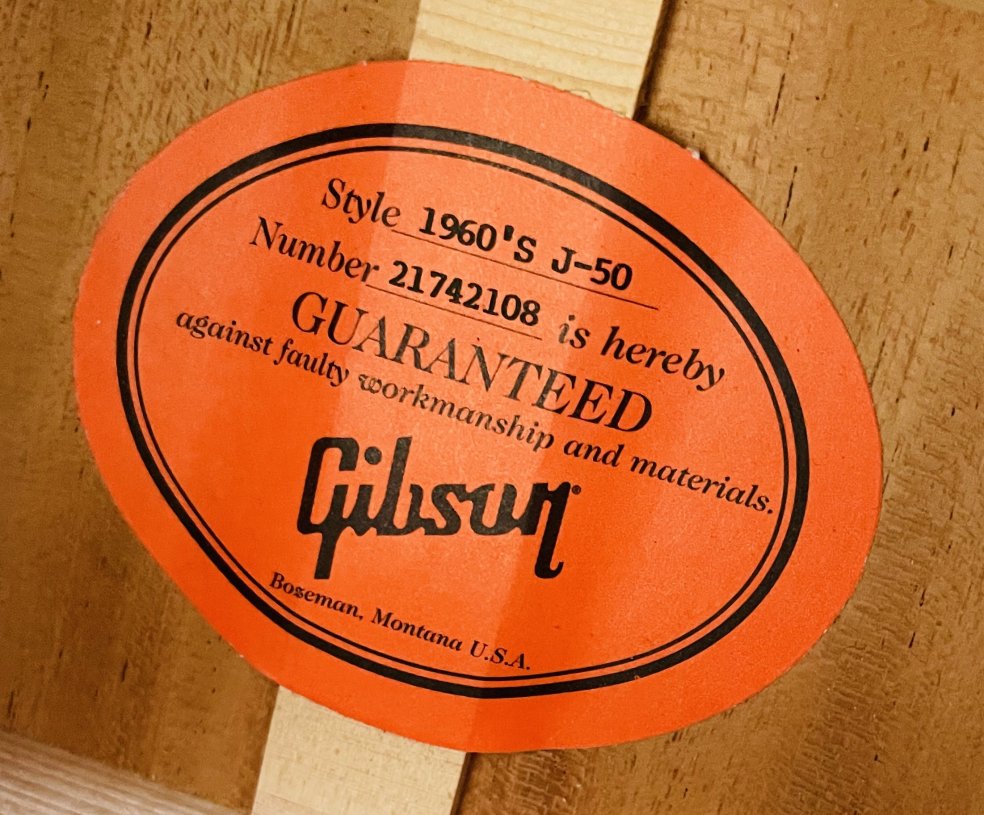 Style 1960'S J-50
Number 21742108 is hereby
GUARANTEED
against faulty workmanship and materials.
Gibson®
Bozeman, Montana U.S.A.